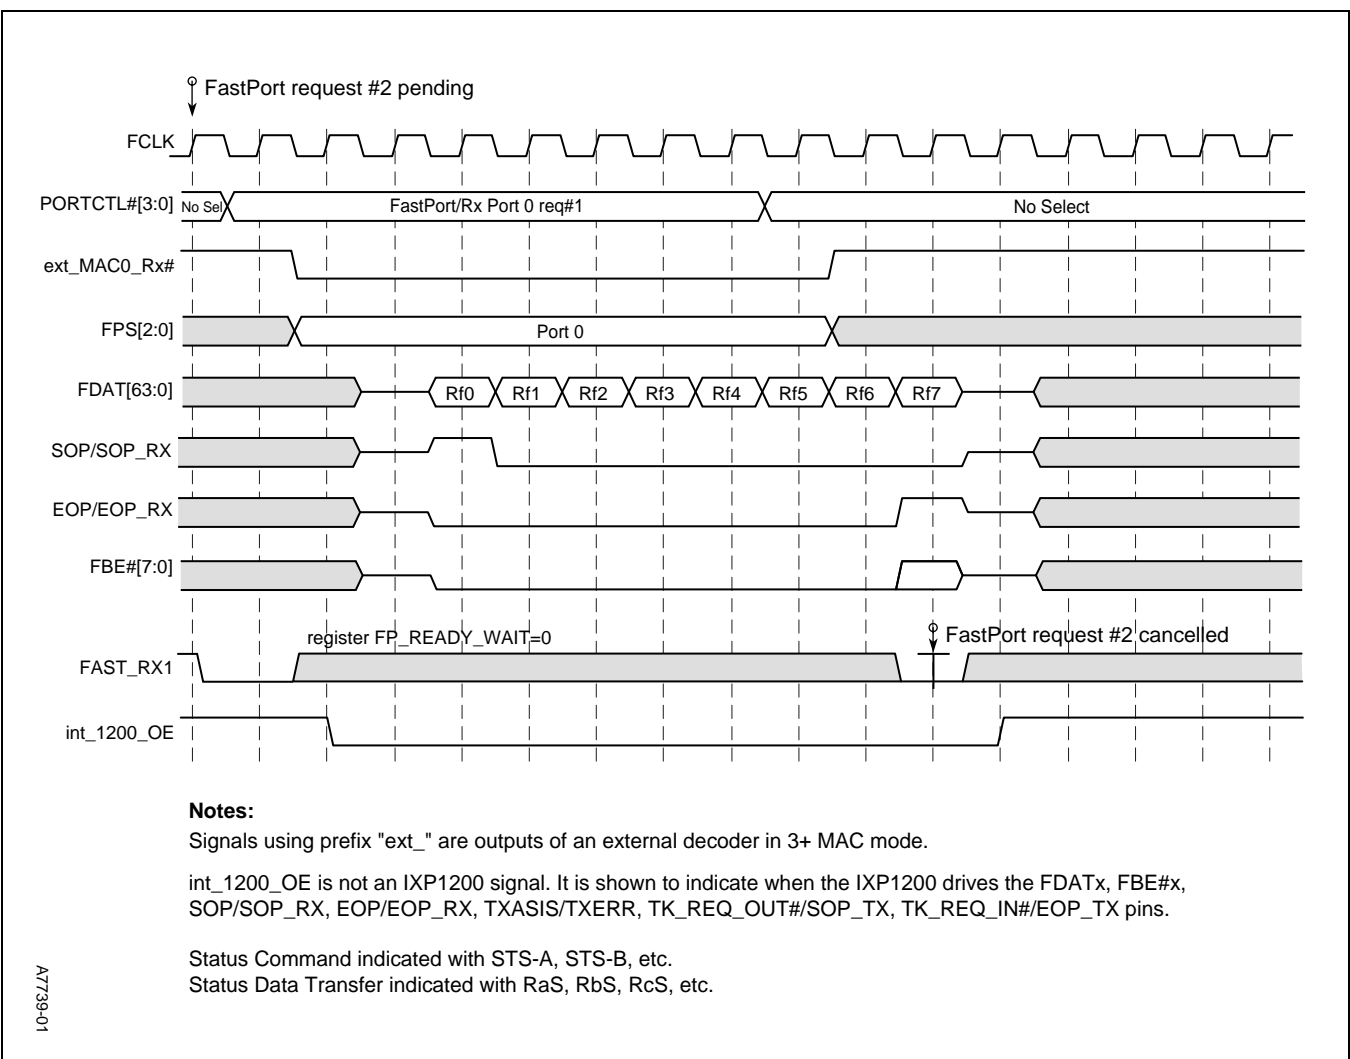 FastPort request #2 pending
FCLK
PORTCTL#[3:0] No Sel FastPort/Rx Port 0 req#1 No Select
ext_MAC0_Rx#
FPS[2:0] Port 0
FDAT[63:0] Rf0 Rf1 Rf2 Rf3 Rf4 Rf5 Rf6 Rf7
SOP/SOP_RX
EOP/EOP_RX
FBE#[7:0]
register FP_READY_WAIT=0 FastPort request #2 cancelled
FAST_RX1
int_1200_OE
Notes:
Signals using prefix "ext_" are outputs of an external decoder in 3+ MAC mode.
int_1200_OE is not an IXP1200 signal. It is shown to indicate when the IXP1200 drives the FDATx, FBE#x,
SOP/SOP_RX, EOP/EOP_RX, TXASIS/TXERR, TK_REQ_OUT#/SOP_TX, TK_REQ_IN#/EOP_TX pins.
Status Command indicated with STS-A, STS-B, etc.
Status Data Transfer indicated with RaS, RbS, RcS, etc.
A7739-01